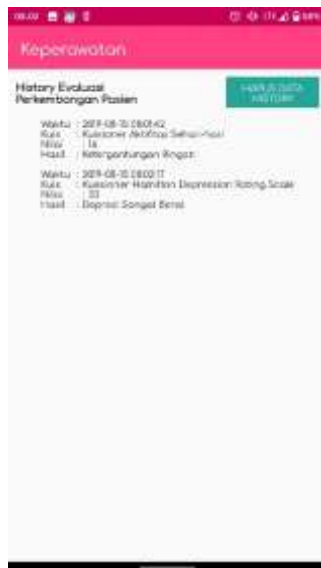 08.02
Keperawatan
History Evaluasi
Perkembangan Pasien
HAPUS DATA
HISTORY
Waktu : 2019-08-15 08:01:42
Kuis : Kuesioner Aktifitas Sehari-hari
Nilai : 16
Hasil : Ketergantungan Ringan
Waktu : 2019-08-15 08:02:17
Kuis : Kuesioner Hamilton Depression Rating Scale
Nilai : 33
Hasil : Depresi Sangat Berat